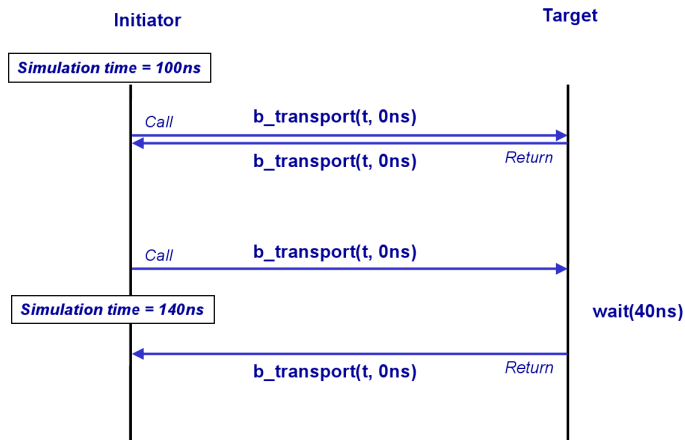 Initiator
Target
Simulation time = 100ns
Call
b_transport(t, 0ns)
b_transport(t, 0ns)
Return
Call
b_transport(t, 0ns)
Simulation time = 140ns
wait(40ns)
b_transport(t, 0ns)
Return